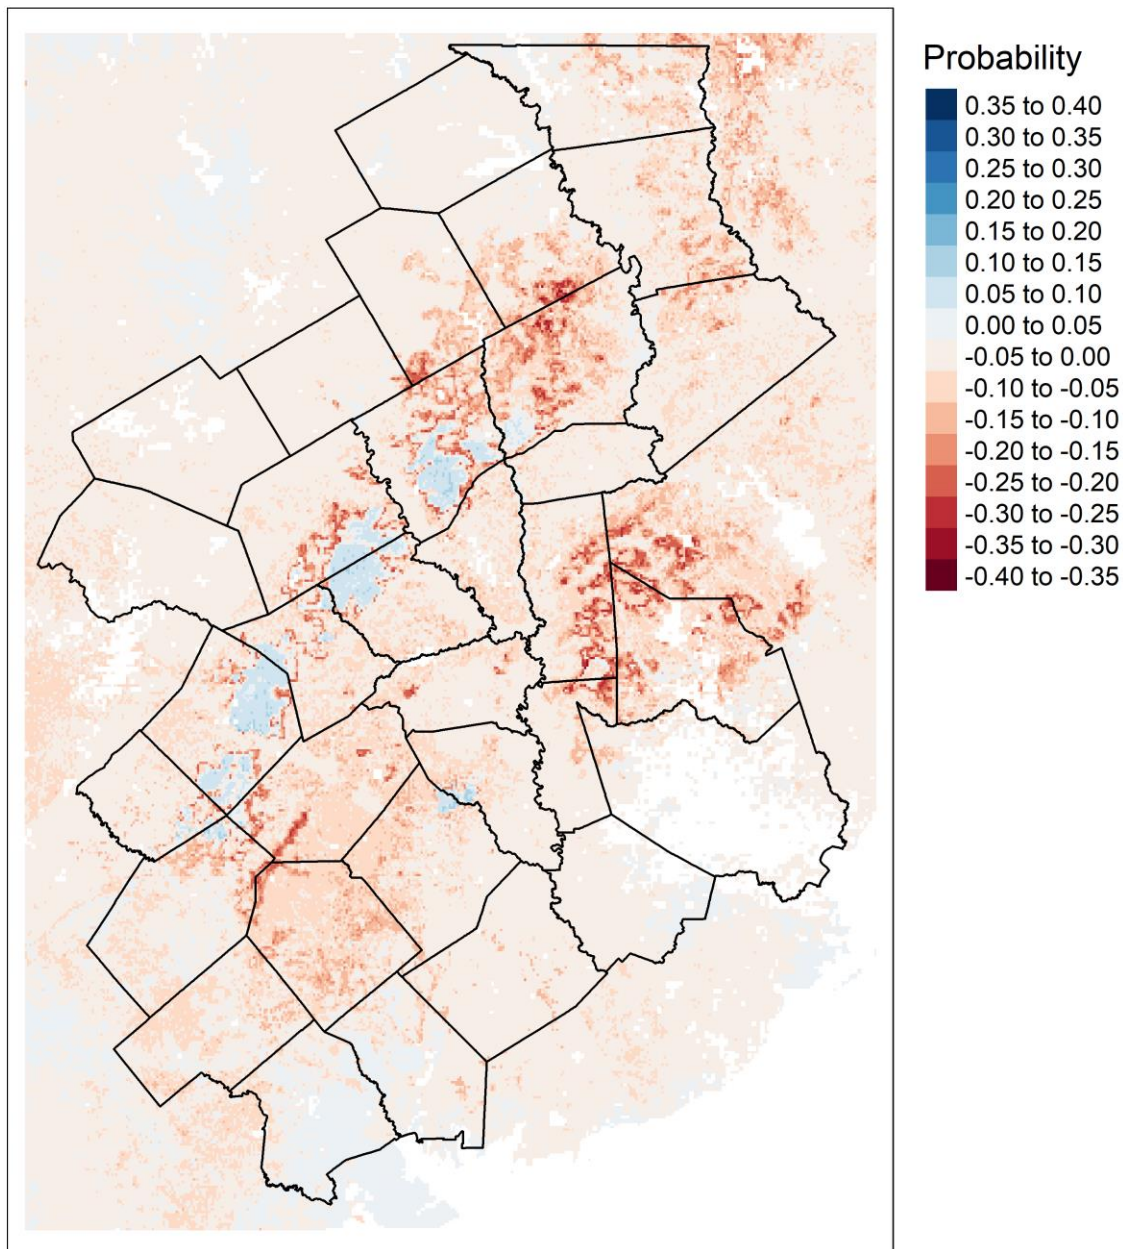 Probability
0.35 to 0.40
0.30 to 0.35
0.25 to 0.30
0.20 to 0.25
0.15 to 0.20
0.10 to 0.15
0.05 to 0.10
0.00 to 0.05
-0.05 to 0.00
-0.10 to -0.05
-0.15 to -0.10
-0.20 to -0.15
-0.25 to -0.20
-0.30 to -0.25
-0.35 to -0.30
-0.40 to -0.35